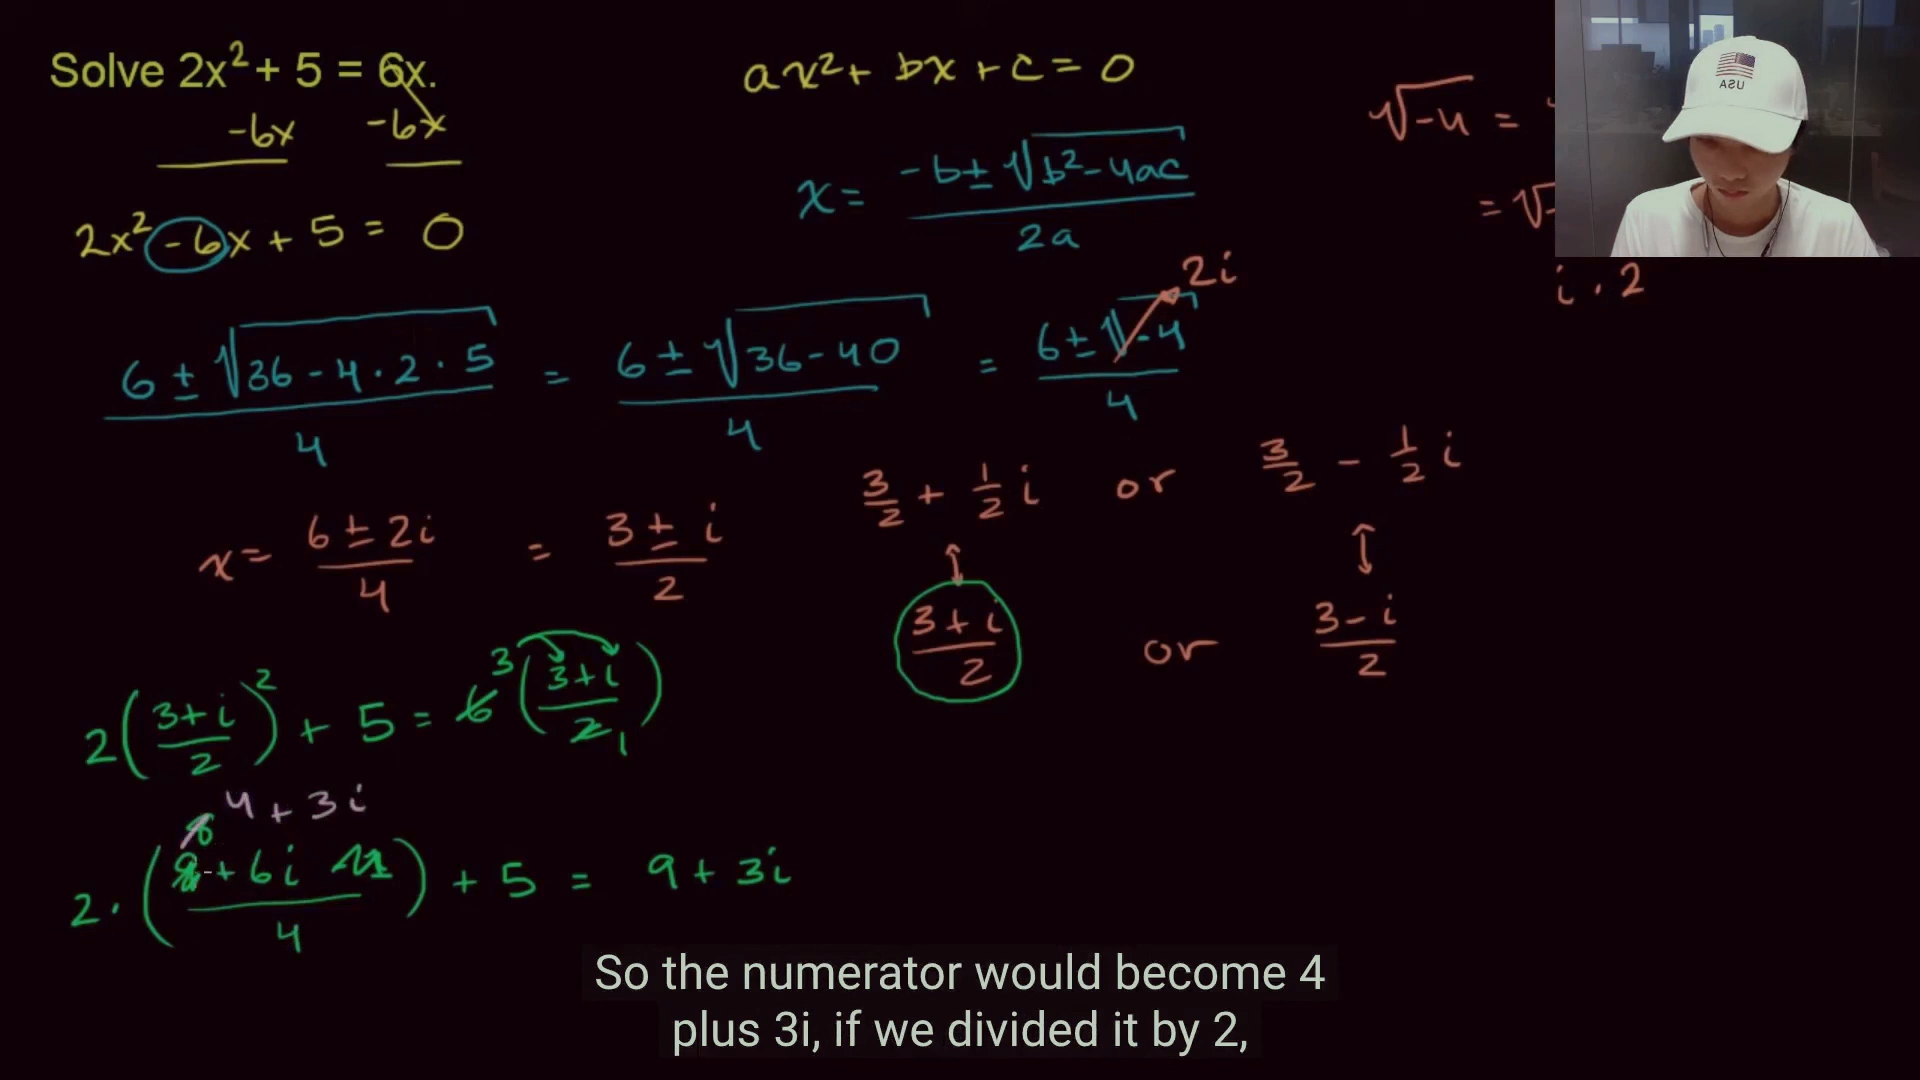 Solve 2x² + 5 = 6x.
-6x -6x
2x² - 6x + 5 = 0
ax² + bx + c = 0
x = (-b ± √(b² - 4ac)) / 2a
√-4 =
= √-
i · 2
USA
(6 ± √(36 - 4 · 2 · 5)) / 4 = (6 ± √(36 - 40)) / 4 = (6 ± √-4) / 4
2i
x = (6 ± 2i) / 4 = (3 ± i) / 2
3/2 + 1/2 i or 3/2 - 1/2 i
(3 + i) / 2 or (3 - i) / 2
2((3 + i) / 2)² + 5 = 6((3 + i) / 2)
3
1
8 4 + 3i
2 · ((+ 6i) / 4) + 5 = 9 + 3i
So the numerator would become 4
plus 3i, if we divided it by 2,